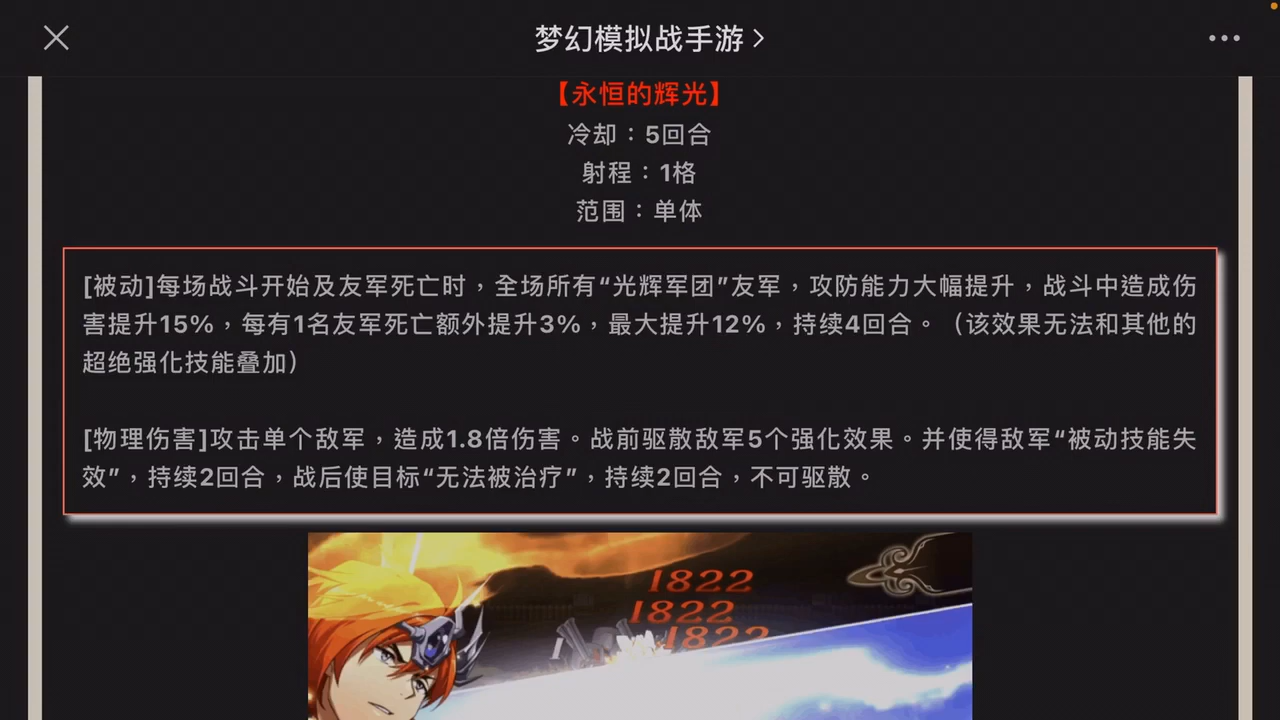 梦幻模拟战手游
【永恒的辉光】
冷却：5回合
射程：1格
范围：单体
[被动]每场战斗开始及友军死亡时，全场所有“光辉军团”友军，攻防能力大幅提升，战斗中造成伤
害提升15%，每有1名友军死亡额外提升3%，最大提升12%，持续4回合。（该效果无法和其他的
超绝强化技能叠加）
[物理伤害]攻击单个敌军，造成1.8倍伤害。战前驱散敌军5个强化效果。并使得敌军“被动技能失
效”，持续2回合，战后使目标“无法被治疗”，持续2回合，不可驱散。
1822
1822
1822